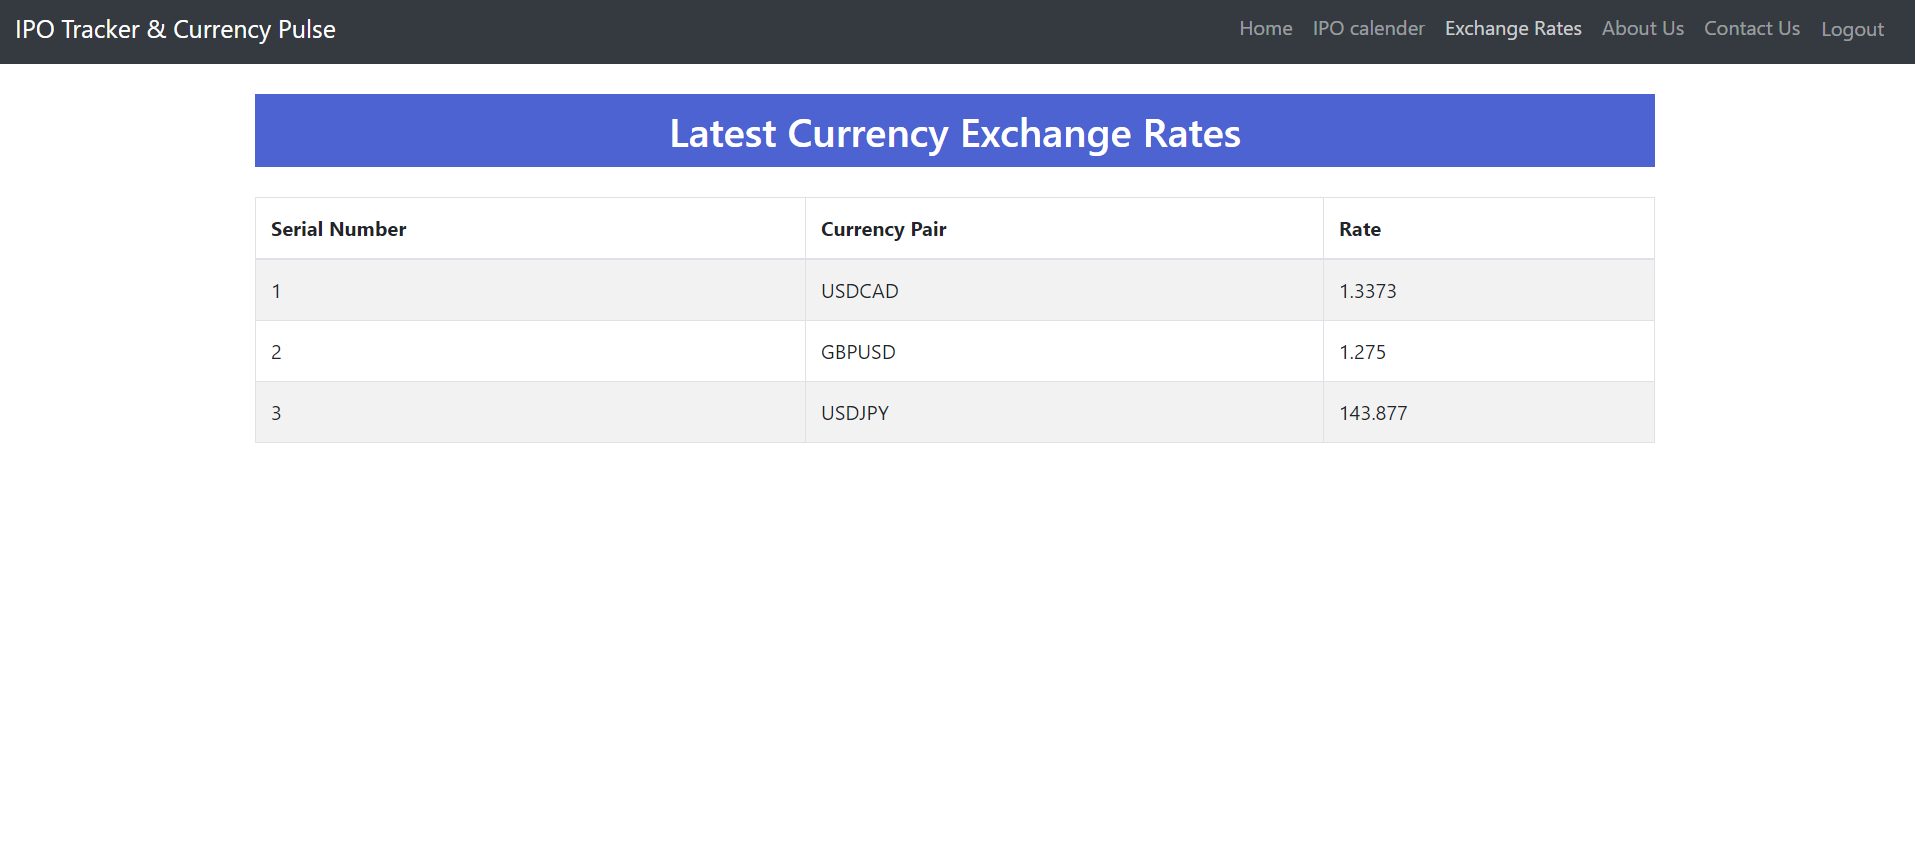 IPO Tracker & Currency Pulse Home IPO calender Exchange Rates About Us Contact Us Logout
Latest Currency Exchange Rates
Serial Number Currency Pair Rate
1 USDCAD 1.3373
2 GBPUSD 1.275
3 USDJPY 143.877